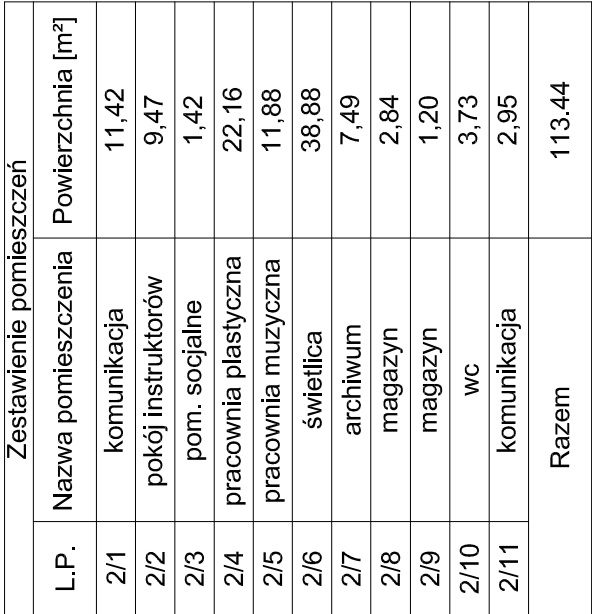 Zestawienie pomieszczeń
L.P. Nazwa pomieszczenia Powierzchnia [m²]
2/1 komunikacja 11,42
2/2 pokój instruktorów 9,47
2/3 pom. socjalne 1,42
2/4 pracownia plastyczna 22,16
2/5 pracownia muzyczna 11,88
2/6 świetlica 38,88
2/7 archiwum 7,49
2/8 magazyn 2,84
2/9 magazyn 1,20
2/10 wc 3,73
2/11 komunikacja 2,95
Razem 113.44